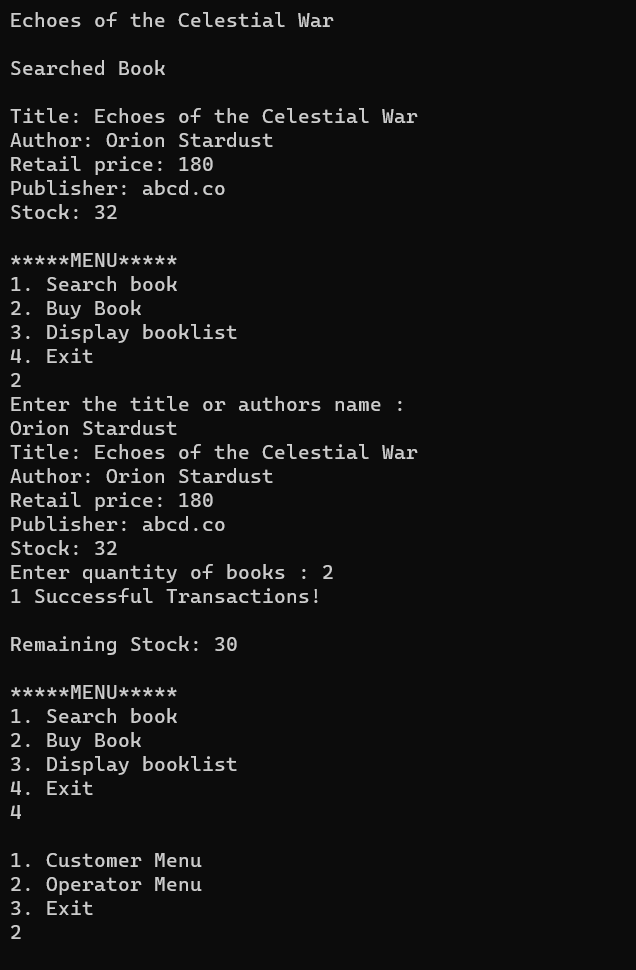 Echoes of the Celestial War
Searched Book
Title: Echoes of the Celestial War
Author: Orion Stardust
Retail price: 180
Publisher: abcd.co
Stock: 32
*****MENU*****
1. Search book
2. Buy Book
3. Display booklist
4. Exit
2
Enter the title or authors name :
Orion Stardust
Title: Echoes of the Celestial War
Author: Orion Stardust
Retail price: 180
Publisher: abcd.co
Stock: 32
Enter quantity of books : 2
1 Successful Transactions!
Remaining Stock: 30
*****MENU*****
1. Search book
2. Buy Book
3. Display booklist
4. Exit
4
1. Customer Menu
2. Operator Menu
3. Exit
2